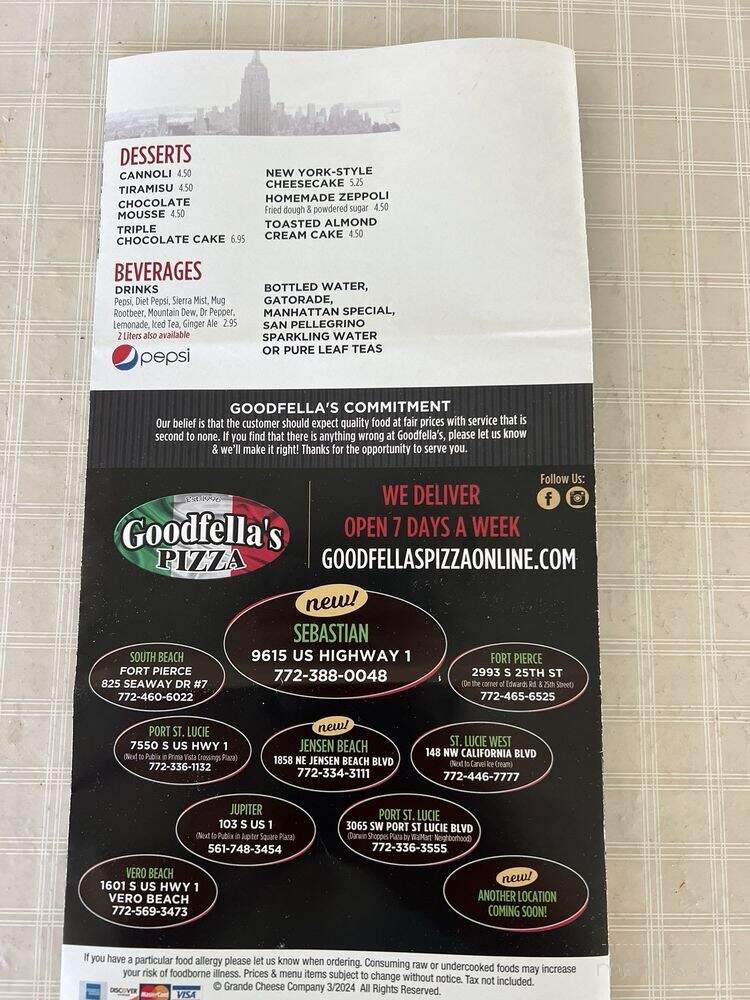 DESSERTS
CANNOLI 4.50
TIRAMISU 4.50
CHOCOLATE
MOUSSE 4.50
TRIPLE
CHOCOLATE CAKE 6.95
NEW YORK-STYLE
CHEESECAKE 5.25
HOMEMADE ZEPPOLI
Fried dough & powdered sugar 4.50
TOASTED ALMOND
CREAM CAKE 4.50
BEVERAGES
DRINKS
Pepsi, Diet Pepsi, Sierra Mist, Mug
Rootbeer, Mountain Dew, Dr Pepper,
Lemonade, Iced Tea, Ginger Ale 2.95
2 Liters also available
pepsi
BOTTLED WATER,
GATORADE,
MANHATTAN SPECIAL,
SAN PELLEGRINO
SPARKLING WATER
OR PURE LEAF TEAS
GOODFELLA'S COMMITMENT
Our belief is that the customer should expect quality food at fair prices with service that is
second to none. If you find that there is anything wrong at Goodfella's, please let us know
& we'll make it right! Thanks for the opportunity to serve you.
Est. 1996
Goodfella's
PIZZA
WE DELIVER
OPEN 7 DAYS A WEEK
GOODFELLASPIZZAONLINE.COM
Follow Us:
new!
SEBASTIAN
9615 US HIGHWAY 1
772-388-0048
SOUTH BEACH
FORT PIERCE
825 SEAWAY DR #7
772-460-6022
FORT PIERCE
2993 S 25TH ST
(On the corner of Edwards Rd. & 25th Street)
772-465-6525
PORT ST. LUCIE
7550 S US HWY 1
(Next to Publix in Prima Vista Crossings Plaza)
772-336-1132
new!
JENSEN BEACH
1858 NE JENSEN BEACH BLVD
772-334-3111
ST. LUCIE WEST
148 NW CALIFORNIA BLVD
(Next to Carvel Ice Cream)
772-446-7777
JUPITER
103 S US 1
(Next to Publix in Jupiter Square Plaza)
561-748-3454
PORT ST. LUCIE
3065 SW PORT ST LUCIE BLVD
(Darwin Shoppes Plaza by WalMart Neighborhood)
772-336-3555
VERO BEACH
1601 S US HWY 1
VERO BEACH
772-569-3473
new!
ANOTHER LOCATION
COMING SOON!
If you have a particular food allergy please let us know when ordering. Consuming raw or undercooked foods may increase
your risk of foodborne illness. Prices & menu items subject to change without notice. Tax not included.
© Grande Cheese Company 3/2024 All Rights Reserved.
DISCOVER
MasterCard
VISA